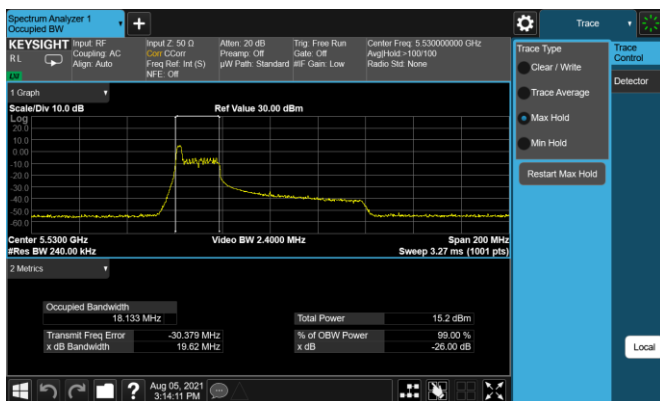 Spectrum Analyzer 1
Occupied BW
KEYSIGHT
R L
Input: RF
Coupling: AC
Align: Auto
Input Z: 50 Ω
Corr CCorr
Freq Ref: Int (S)
NFE: Off
Atten: 20 dB
Preamp: Off
µW Path: Standard
Trig: Free Run
Gate: Off
#IF Gain: Low
Center Freq: 5.530000000 GHz
Avg|Hold:>100/100
Radio Std: None
1 Graph
Scale/Div 10.0 dB
Ref Value 30.00 dBm
Log
20.0
10.0
0.00
-10.0
-20.0
-30.0
-40.0
-50.0
-60.0
Center 5.5300 GHz
#Res BW 240.00 kHz
Video BW 2.4000 MHz
Span 200 MHz
Sweep 3.27 ms (1001 pts)
2 Metrics
Occupied Bandwidth
18.133 MHz
Transmit Freq Error
-30.379 MHz
x dB Bandwidth
19.62 MHz
Total Power
15.2 dBm
% of OBW Power
99.00 %
x dB
-26.00 dB
?
Aug 05, 2021
3:14:11 PM
Trace
Trace Type
Clear / Write
Trace Average
Max Hold
Min Hold
Restart Max Hold
Trace
Control
Detector
Local